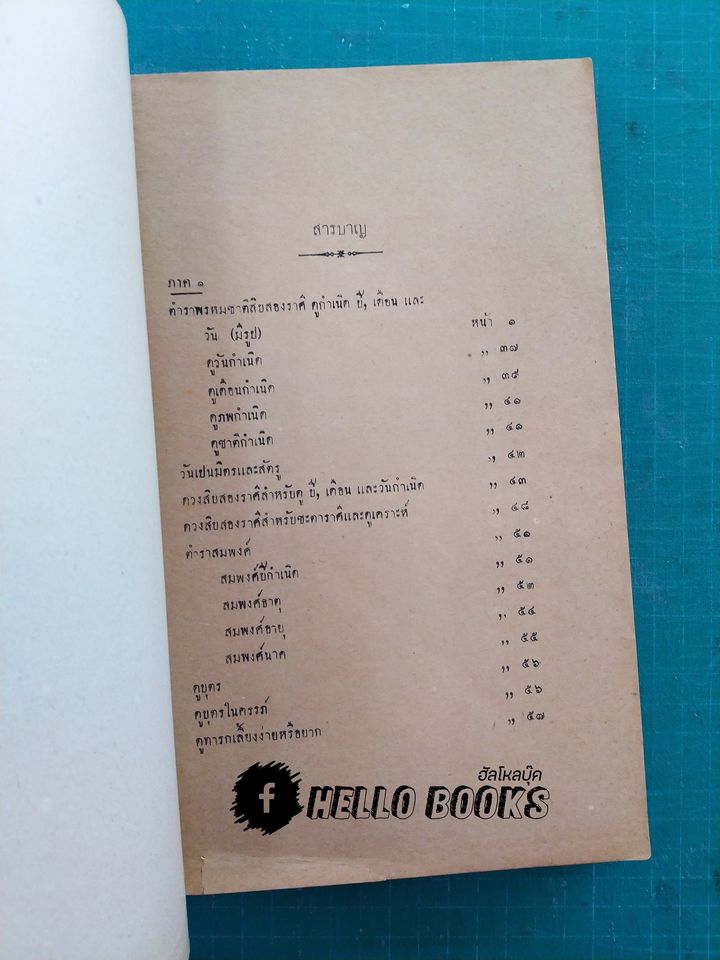 สารบาญ
ภาค ๑
ตำราพรหมชาติสิบสองราศี ดูกำเนิด ปี, เดือน และ
วัน (มีรูป) หน้า ๑
ดูวันกำเนิด ,, ๓๗
ดูเดือนกำเนิด ,, ๓๙
ดูภพกำเนิด ,, ๔๑
ดูชาติกำเนิด ,, ๔๑
วันเปนมิตรและสัตรู ,, ๔๒
ดวงสิบสองราศีสำหรับดู ปี, เดือน และวันกำเนิด ,, ๔๓
ดวงสิบสองราศีสำหรับชะตาราศีและดูเคราะห์ ,, ๔๘
ตำราสมพงศ์ ,, ๕๑
สมพงศ์ปีกำเนิด ,, ๕๑
สมพงศ์ธาตุ ,, ๕๒
สมพงศ์อายุ ,, ๕๔
สมพงศ์นาค ,, ๕๕
ดูบุตร ,, ๕๖
ดูบุตรในครรภ์ ,, ๕๖
ดูทารกเลี้ยงง่ายหรือยาก ,, ๕๗
ฮัลโหลบุ๊ค
f HELLO BOOKS